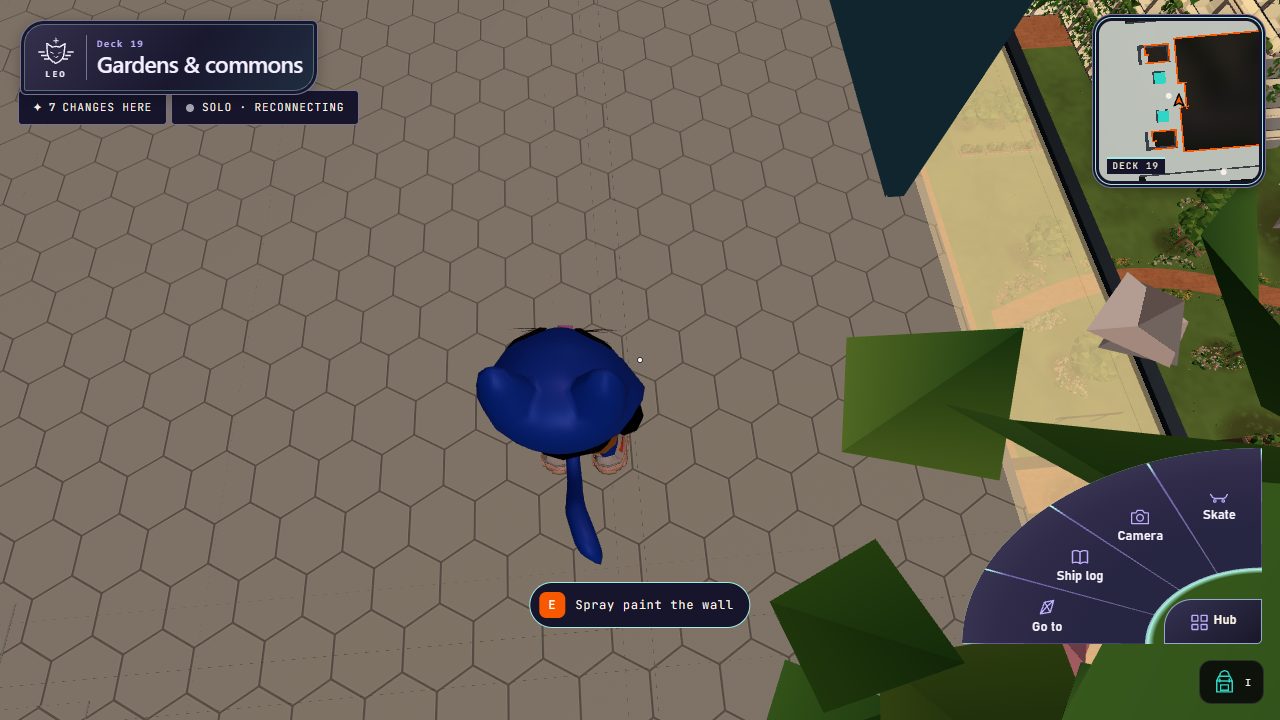 LEO
Deck 19
Gardens & commons
✦ 7 CHANGES HERE
SOLO · RECONNECTING
DECK 19
E Spray paint the wall
Skate
Camera
Ship log
Go to
Hub
I